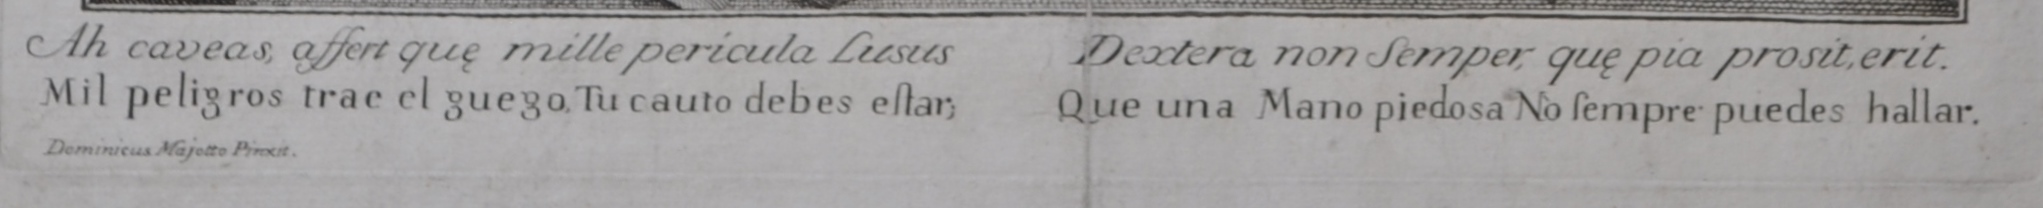 Ah caveas, affert quę mille pericula Lusus
Dextera non semper, quę pia prosit, erit.
Mil peligros trae el guego, Tu cauto debes eſtar;
Que una Mano piedosa No ſempre puedes hallar.
Dominicus Majotto Pinxit.